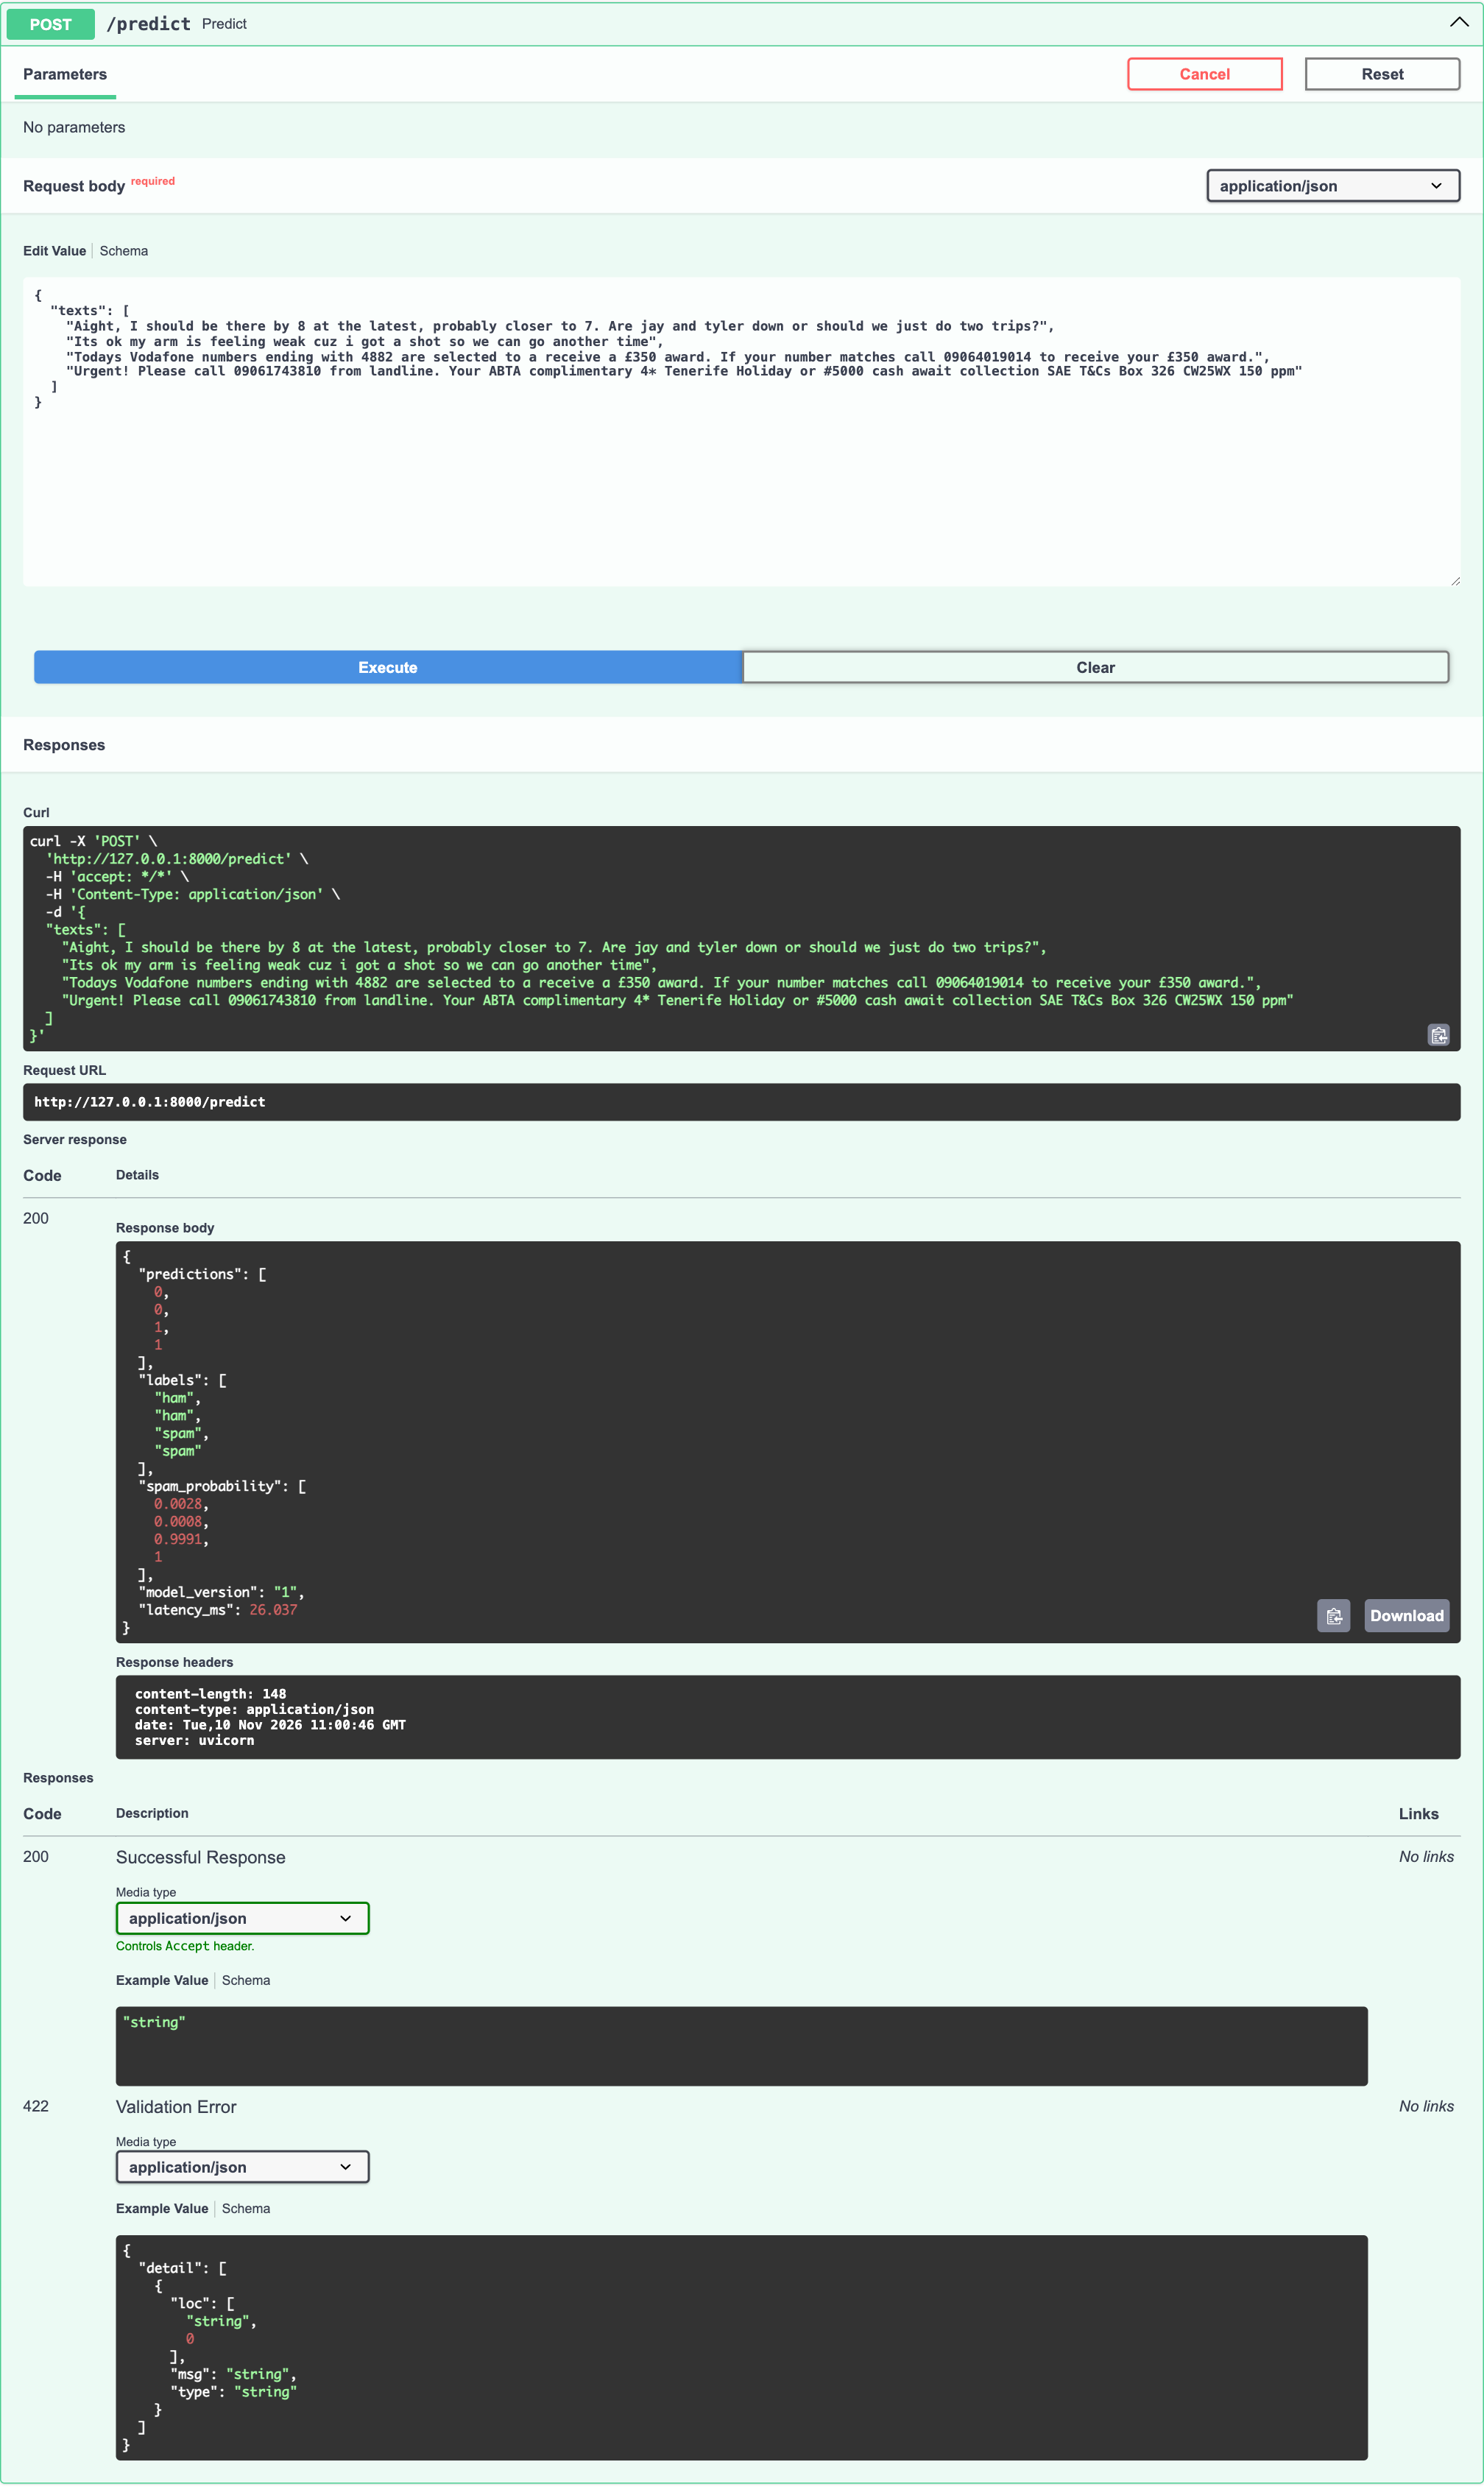 POST /predict Predict
Parameters
Cancel
Reset
No parameters
Request body required
application/json
Edit Value | Schema
{
  "texts": [
    "Aight, I should be there by 8 at the latest, probably closer to 7. Are jay and tyler down or should we just do two trips?",
    "Its ok my arm is feeling weak cuz i got a shot so we can go another time",
    "Todays Vodafone numbers ending with 4882 are selected to a receive a £350 award. If your number matches call 09064019014 to receive your £350 award.",
    "Urgent! Please call 09061743810 from landline. Your ABTA complimentary 4* Tenerife Holiday or #5000 cash await collection SAE T&Cs Box 326 CW25WX 150 ppm"
  ]
}
Execute
Clear
Responses
Curl
curl -X 'POST' \
  'http://127.0.0.1:8000/predict' \
  -H 'accept: */*' \
  -H 'Content-Type: application/json' \
  -d '{
  "texts": [
    "Aight, I should be there by 8 at the latest, probably closer to 7. Are jay and tyler down or should we just do two trips?",
    "Its ok my arm is feeling weak cuz i got a shot so we can go another time",
    "Todays Vodafone numbers ending with 4882 are selected to a receive a £350 award. If your number matches call 09064019014 to receive your £350 award.",
    "Urgent! Please call 09061743810 from landline. Your ABTA complimentary 4* Tenerife Holiday or #5000 cash await collection SAE T&Cs Box 326 CW25WX 150 ppm"
  ]
}'
Request URL
http://127.0.0.1:8000/predict
Server response
Code Details
200
Response body
{
  "predictions": [
    0,
    0,
    1,
    1
  ],
  "labels": [
    "ham",
    "ham",
    "spam",
    "spam"
  ],
  "spam_probability": [
    0.0028,
    0.0008,
    0.9991,
    1
  ],
  "model_version": "1",
  "latency_ms": 26.037
}
Download
Response headers
content-length: 148
content-type: application/json
date: Tue,10 Nov 2026 11:00:46 GMT
server: uvicorn
Responses
Code Description Links
200 Successful Response No links
Media type
application/json
Controls Accept header.
Example Value | Schema
"string"
422 Validation Error No links
Media type
application/json
Example Value | Schema
{
  "detail": [
    {
      "loc": [
        "string",
        0
      ],
      "msg": "string",
      "type": "string"
    }
  ]
}